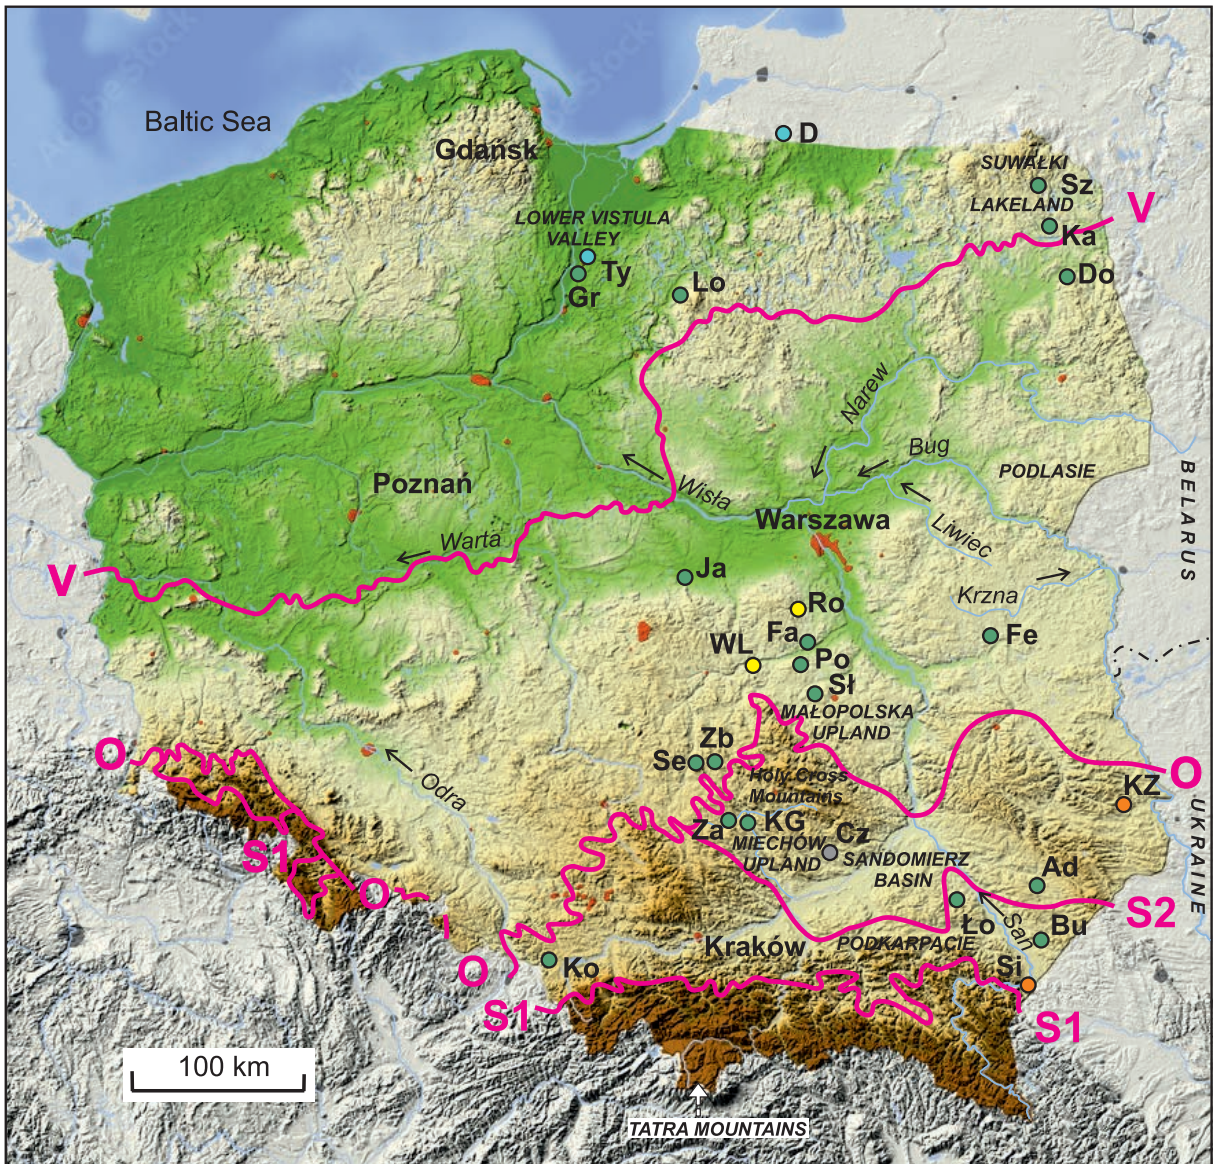 Baltic Sea
Gdańsk
D
SUWAŁKI
Sz
LAKELAND
V
Ka
LOWER VISTULA
VALLEY
Ty
Gr
Lo
Do
Narew
Bug
PODLASIE
BELARUS
Poznań
Wisła
Warszawa
Liwiec
Warta
V
Ja
Krzna
Ro
Fa
Fe
WL
Po
Sł
MAŁOPOLSKA
UPLAND
O
Zb
Se
O
Odra
Holy Cross
Mountains
KZ
UKRAINE
Za
KG
Cz
MIECHÓW
UPLAND
SANDOMIERZ
BASIN
S1
O
Ad
Ło
San
S2
Bu
Kraków
PODKARPACIE
O
Ko
Si
S1
S1
100 km
TATRA MOUNTAINS